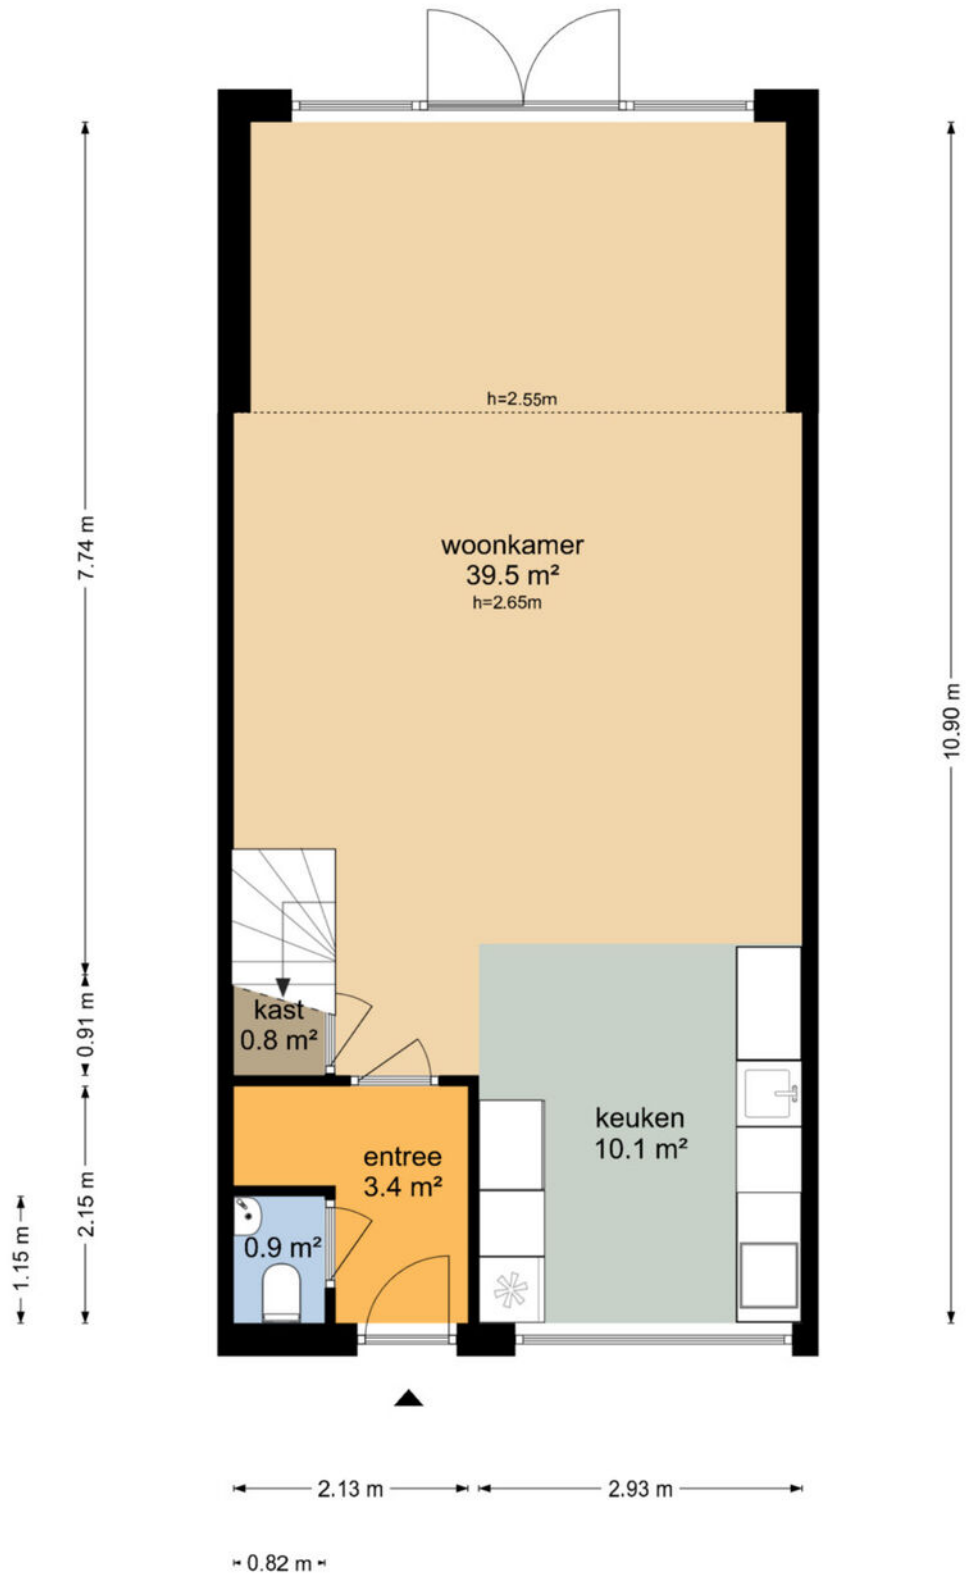 h=2.55m
woonkamer
39.5 m²
h=2.65m
7.74 m
10.90 m
kast
0.8 m²
0.91 m
keuken
10.1 m²
entree
3.4 m²
2.15 m
0.9 m²
1.15 m
2.13 m
2.93 m
0.82 m